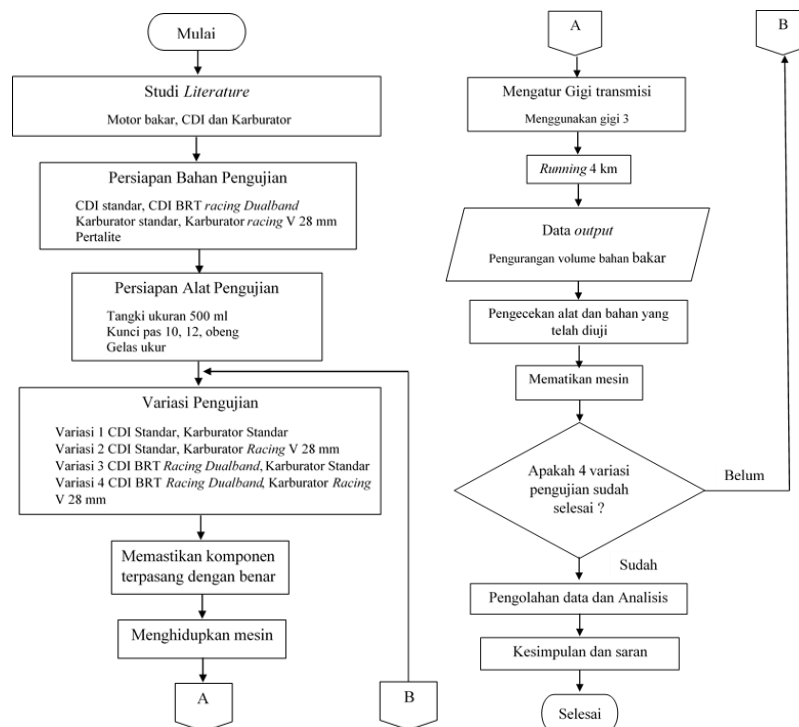 Mulai
Studi Literature
Motor bakar, CDI dan Karburator
Persiapan Bahan Pengujian
CDI standar, CDI BRT racing Dualband
Karburator standar, Karburator racing V 28 mm
Pertalite
Persiapan Alat Pengujian
Tangki ukuran 500 ml
Kunci pas 10, 12, obeng
Gelas ukur
Variasi Pengujian
Variasi 1 CDI Standar, Karburator Standar
Variasi 2 CDI Standar, Karburator Racing V 28 mm
Variasi 3 CDI BRT Racing Dualband, Karburator Standar
Variasi 4 CDI BRT Racing Dualband, Karburator Racing
V 28 mm
Memastikan komponen
terpasang dengan benar
Menghidupkan mesin
A
B
A
B
Mengatur Gigi transmisi
Menggunakan gigi 3
Running 4 km
Data output
Pengurangan volume bahan bakar
Pengecekan alat dan bahan yang
telah diuji
Mematikan mesin
Apakah 4 variasi
pengujian sudah
selesai ?
Belum
Sudah
Pengolahan data dan Analisis
Kesimpulan dan saran
Selesai